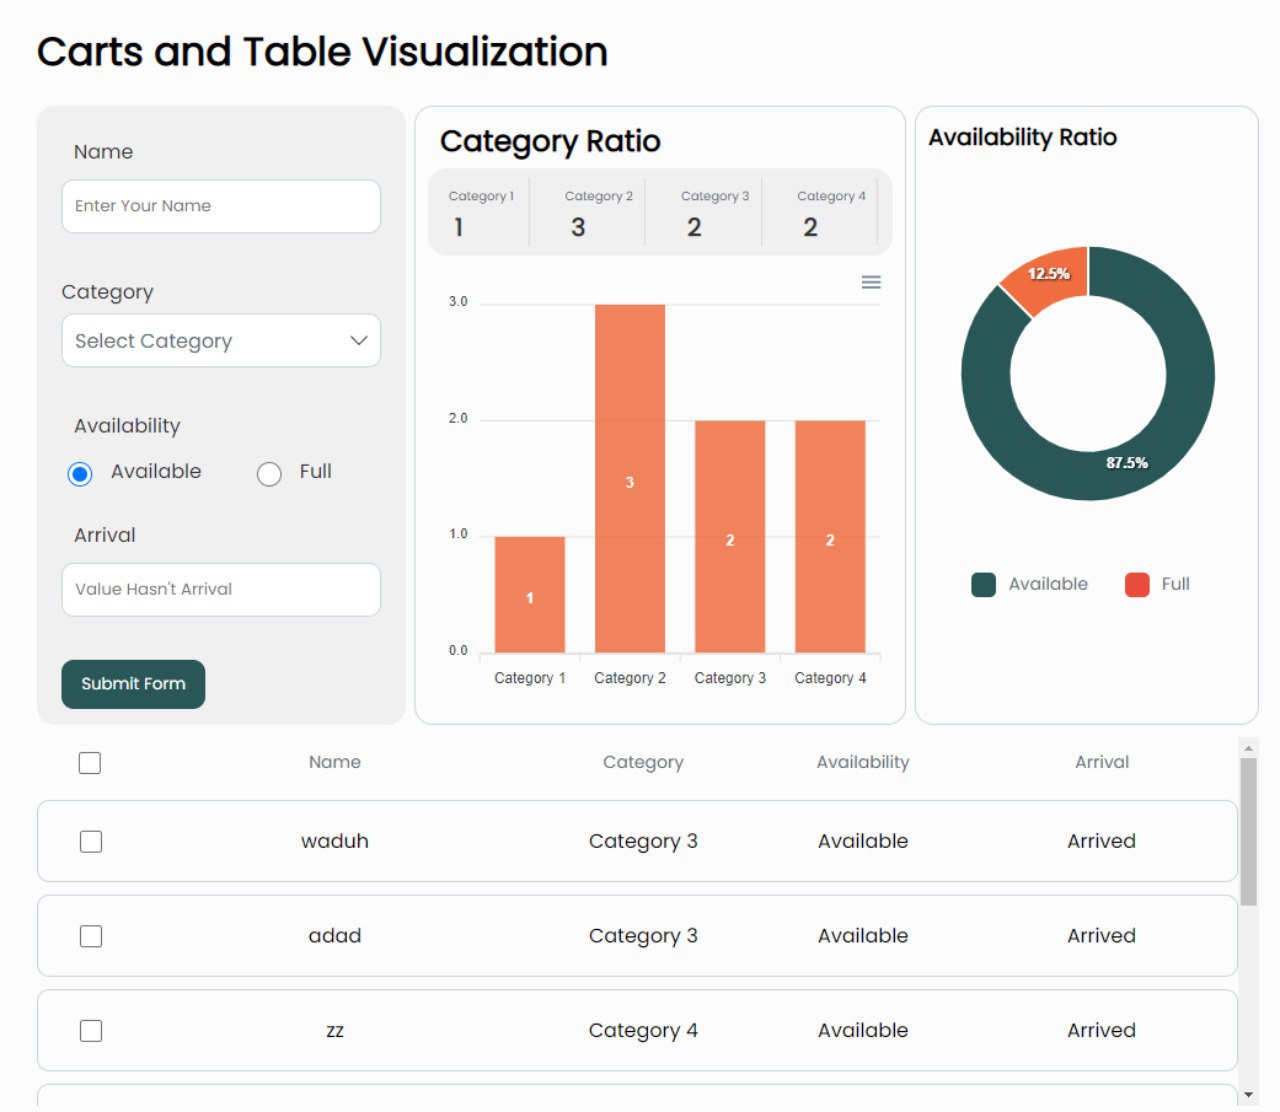 Carts and Table Visualization
Name
Enter Your Name
Category
Select Category
Availability
Available Full
Arrival
Value Hasn't Arrival
Submit Form
Category Ratio
Category 1 Category 2 Category 3 Category 4
1 3 2 2
3.0
2.0
1.0
0.0
1 3 2 2
Category 1 Category 2 Category 3 Category 4
Availability Ratio
12.5%
87.5%
Available Full
Name Category Availability Arrival
waduh Category 3 Available Arrived
adad Category 3 Available Arrived
zz Category 4 Available Arrived